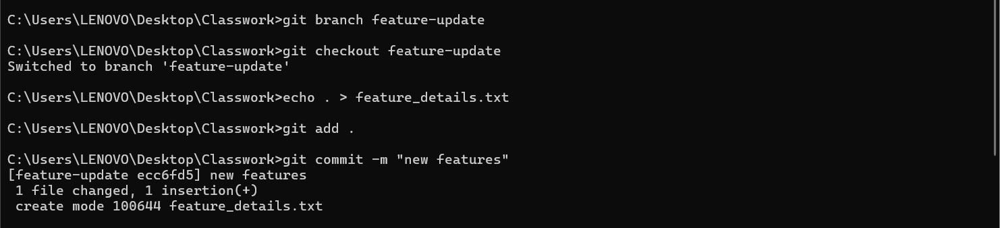 C:\Users\LENOVO\Desktop\Classwork>git branch feature-update
C:\Users\LENOVO\Desktop\Classwork>git checkout feature-update
Switched to branch 'feature-update'
C:\Users\LENOVO\Desktop\Classwork>echo . > feature_details.txt
C:\Users\LENOVO\Desktop\Classwork>git add .
C:\Users\LENOVO\Desktop\Classwork>git commit -m "new features"
[feature-update ecc6fd5] new features
 1 file changed, 1 insertion(+)
 create mode 100644 feature_details.txt